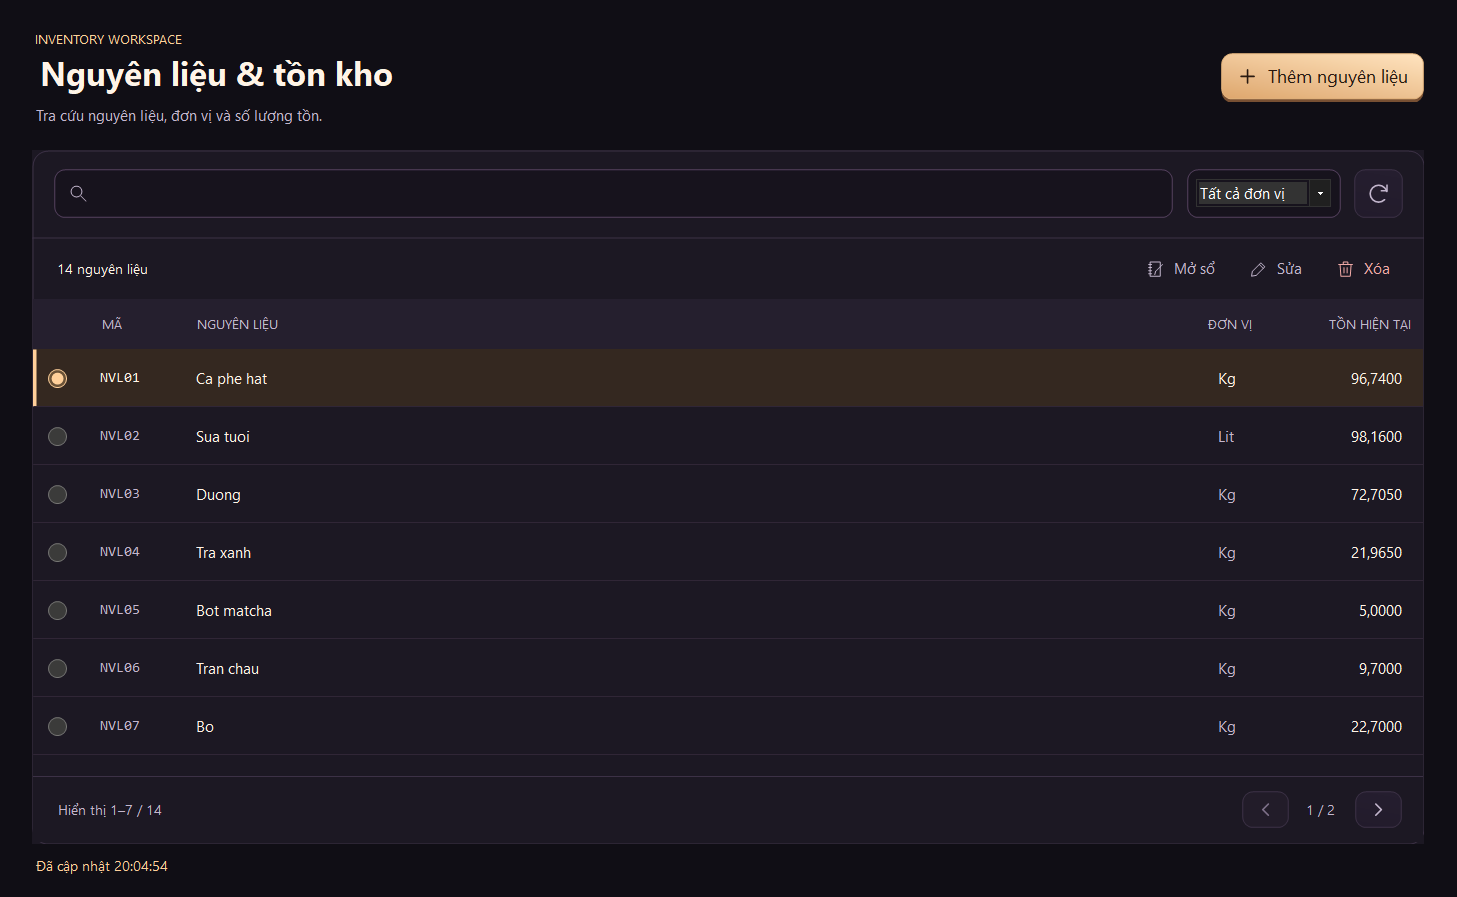 INVENTORY WORKSPACE
Nguyên liệu & tồn kho
+ Thêm nguyên liệu
Tra cứu nguyên liệu, đơn vị và số lượng tồn.
Tất cả đơn vị
14 nguyên liệu
Mở sổ
Sửa
Xóa
MÃ NGUYÊN LIỆU ĐƠN VỊ TỒN HIỆN TẠI
NVL01 Ca phe hat Kg 96,7400
NVL02 Sua tuoi Lit 98,1600
NVL03 Duong Kg 72,7050
NVL04 Tra xanh Kg 21,9650
NVL05 Bot matcha Kg 5,0000
NVL06 Tran chau Kg 9,7000
NVL07 Bo Kg 22,7000
Hiển thị 1–7 / 14
1 / 2
Đã cập nhật 20:04:54